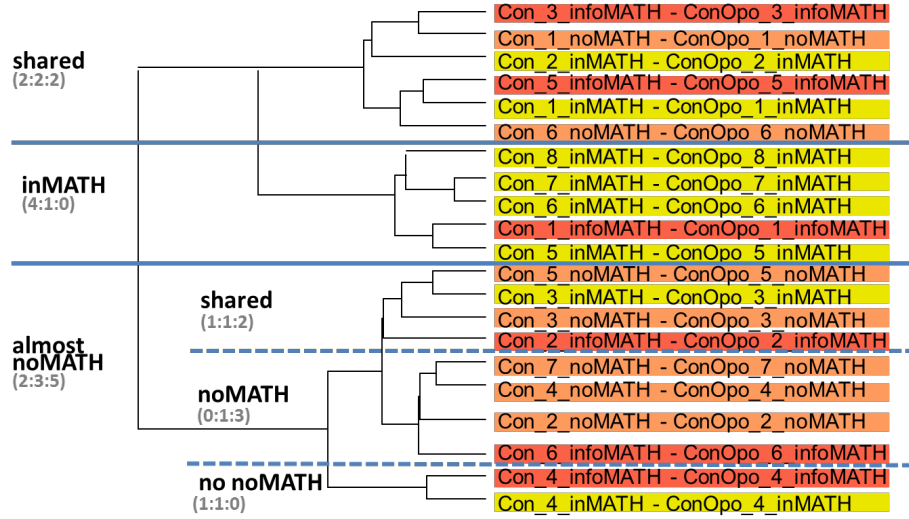 Con_3_infoMATH - ConOpo_3_infoMATH
Con_1_noMATH - ConOpo_1_noMATH
shared
(2:2:2)
Con_2_inMATH - ConOpo_2_inMATH
Con_5_infoMATH - ConOpo_5_infoMATH
Con_1_inMATH - ConOpo_1_inMATH
Con_6_noMATH - ConOpo_6_noMATH
inMATH
(4:1:0)
Con_8_inMATH - ConOpo_8_inMATH
Con_7_inMATH - ConOpo_7_inMATH
Con_6_inMATH - ConOpo_6_inMATH
Con_1_infoMATH - ConOpo_1_infoMATH
Con_5_inMATH - ConOpo_5_inMATH
almost
noMATH
(2:3:5)
shared
(1:1:2)
Con_5_noMATH - ConOpo_5_noMATH
Con_3_inMATH - ConOpo_3_inMATH
Con_3_noMATH - ConOpo_3_noMATH
Con_2_infoMATH - ConOpo_2_infoMATH
noMATH
(0:1:3)
Con_7_noMATH - ConOpo_7_noMATH
Con_4_noMATH - ConOpo_4_noMATH
Con_2_noMATH - ConOpo_2_noMATH
Con_6_infoMATH - ConOpo_6_infoMATH
no noMATH
(1:1:0)
Con_4_infoMATH - ConOpo_4_infoMATH
Con_4_inMATH - ConOpo_4_inMATH